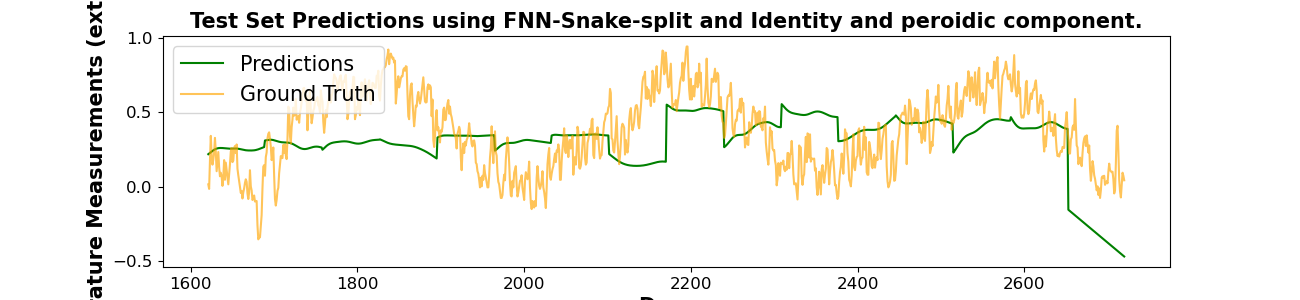 Test Set Predictions using FNN-Snake-split and Identity and peroidic component.
Predictions
Ground Truth
1.0
0.5
0.0
−0.5
1600
1800
2000
2200
2400
2600
Measurements (ext